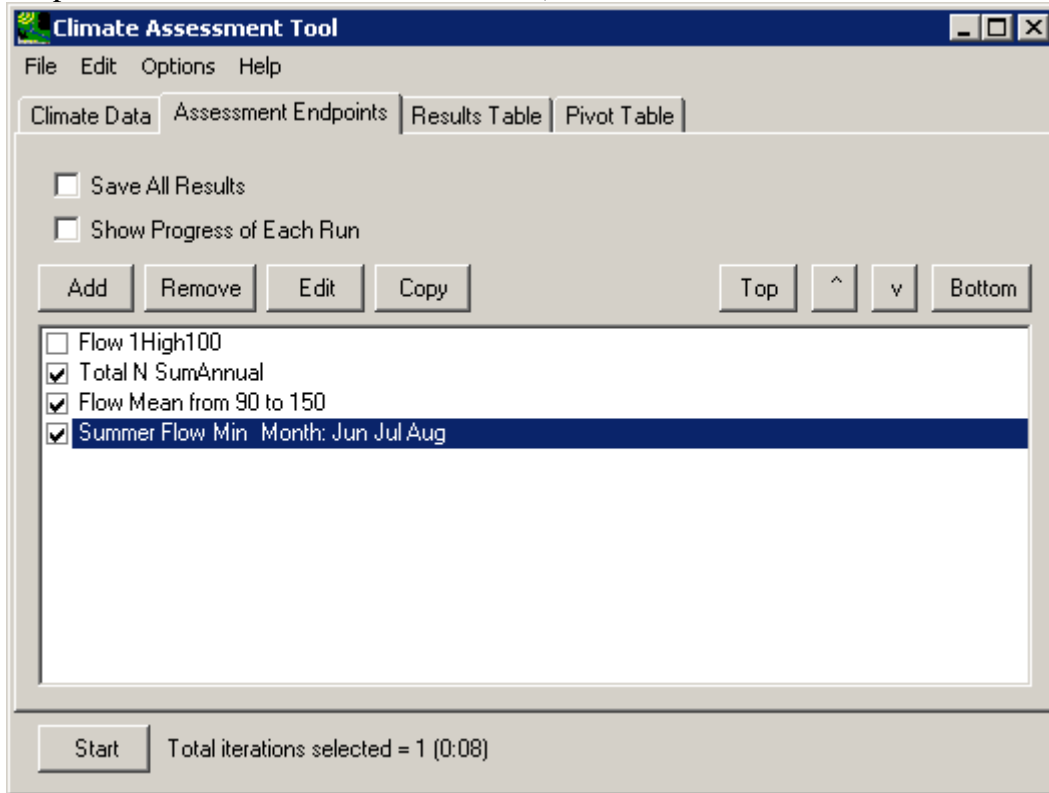 Climate Assessment Tool
File Edit Options Help
Climate Data Assessment Endpoints Results Table Pivot Table
Save All Results
Show Progress of Each Run
Add Remove Edit Copy Top ^ v Bottom
Flow 1High100
Total N SumAnnual
Flow Mean from 90 to 150
Summer Flow Min Month: Jun Jul Aug
Start Total iterations selected = 1 (0:08)